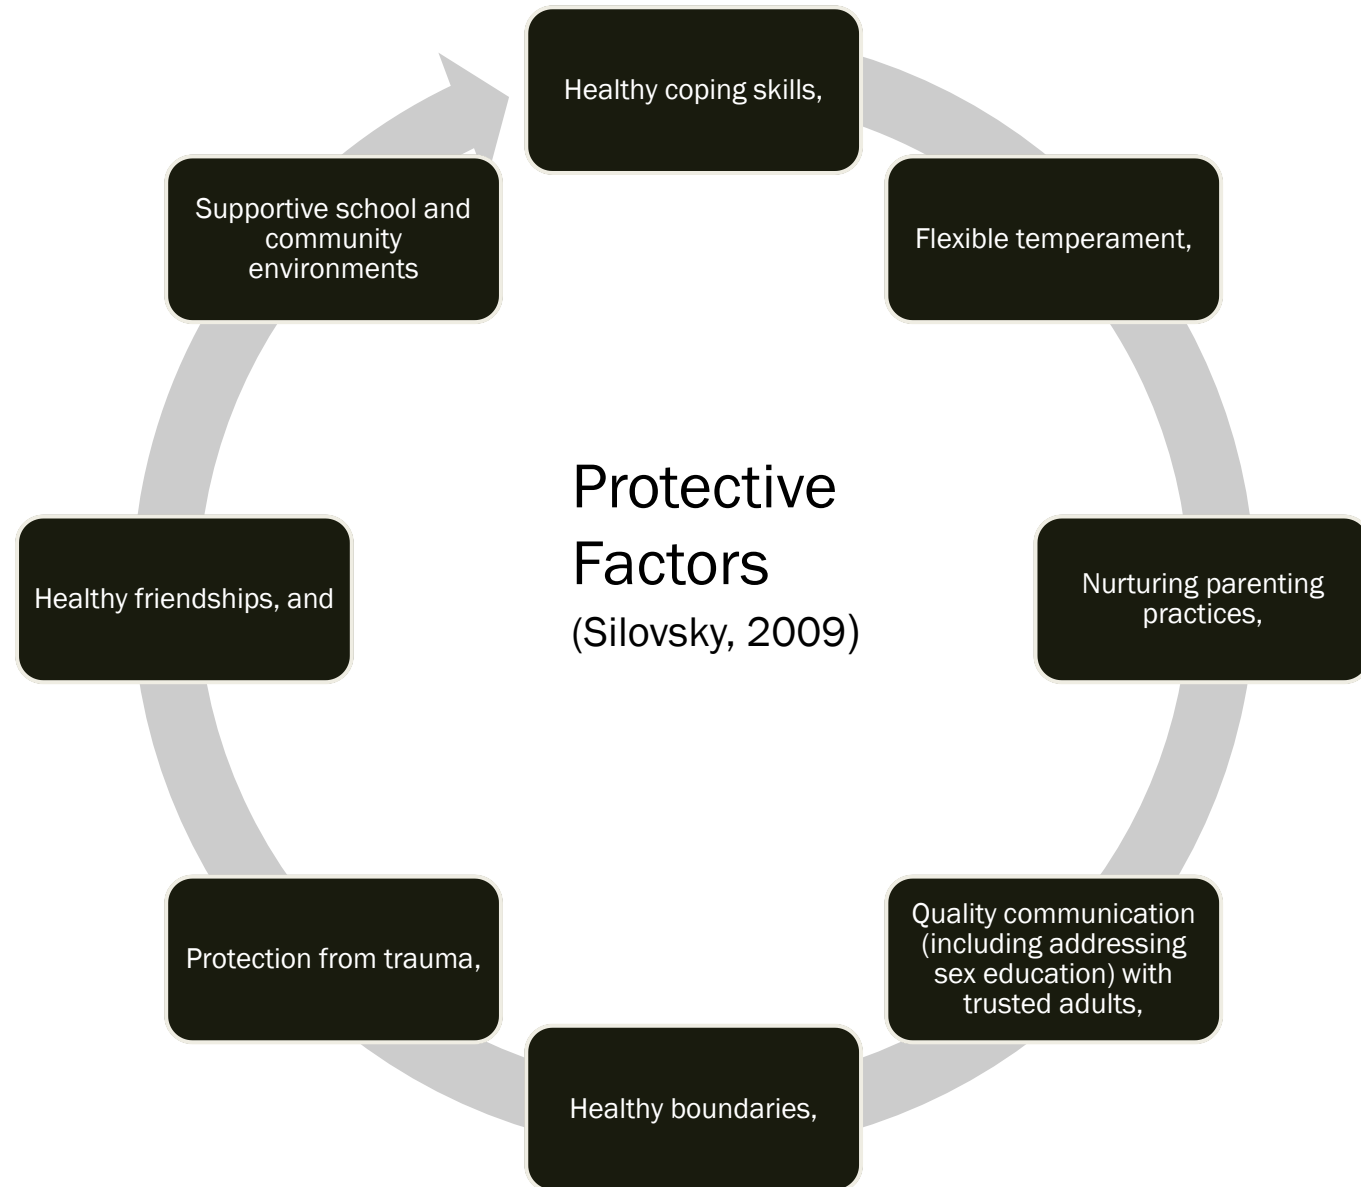 Healthy coping skills,
Flexible temperament,
Nurturing parenting
practices,
Quality communication
(including addressing
sex education) with
trusted adults,
Healthy boundaries,
Protection from trauma,
Healthy friendships, and
Supportive school and
community
environments
Protective
Factors
(Silovsky, 2009)